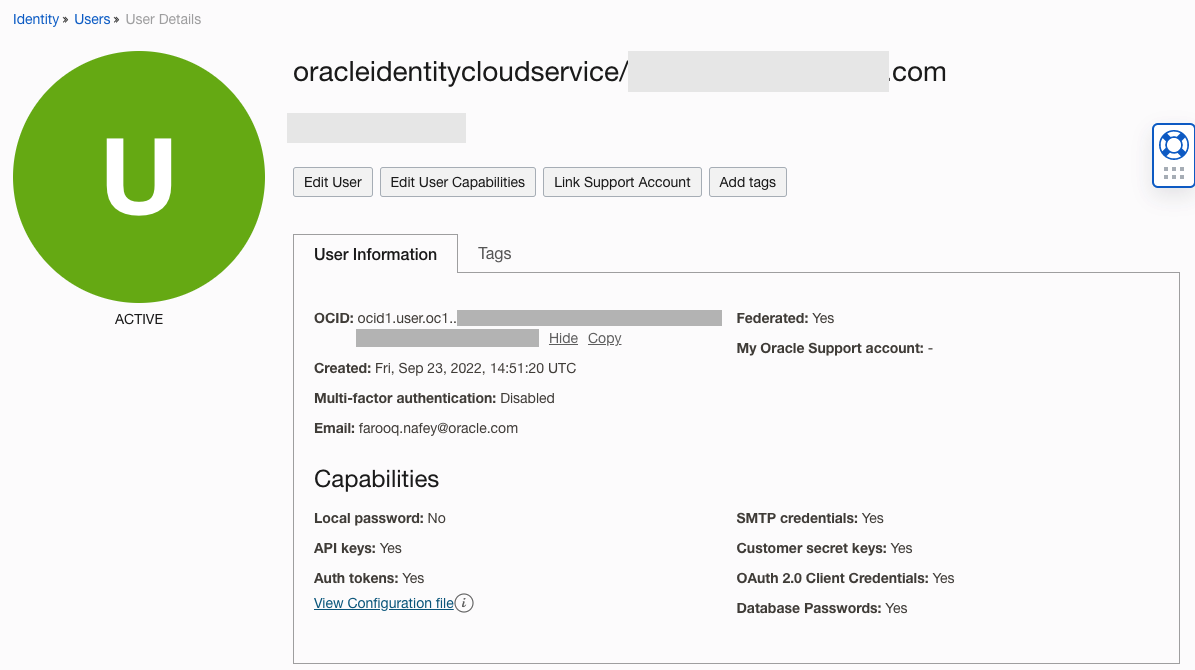 Identity » Users » User Details
oracleidentitycloudservice/ .com
U
ACTIVE
Edit User Edit User Capabilities Link Support Account Add tags
User Information Tags
OCID: ocid1.user.oc1..
Hide Copy
Created: Fri, Sep 23, 2022, 14:51:20 UTC
Multi-factor authentication: Disabled
Email: farooq.nafey@oracle.com
Federated: Yes
My Oracle Support account: -
Capabilities
Local password: No
API keys: Yes
Auth tokens: Yes
View Configuration file i
SMTP credentials: Yes
Customer secret keys: Yes
OAuth 2.0 Client Credentials: Yes
Database Passwords: Yes